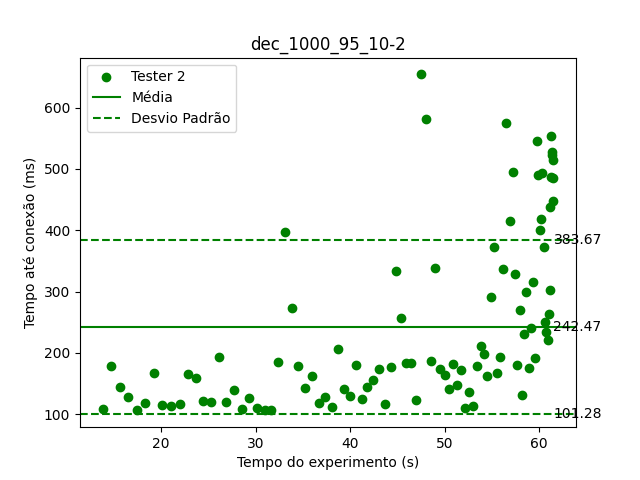 dec_1000_95_10-2
Tester 2
Média
Desvio Padrão
600
500
400
300
200
100
383.67
242.47
101.28
20
30
40
50
60
Tempo até conexão (ms)
Tempo do experimento (s)